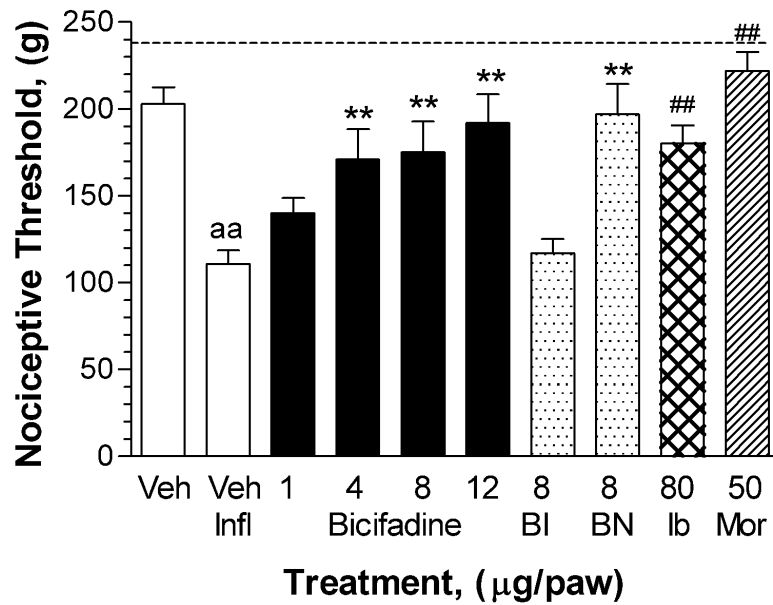 Nociceptive Threshold, (g)
250
200
150
100
50
0
aa
**
**
**
**
##
##
Veh Veh 1 4 8 12 8 8 80 50
Infl Bicifadine BI BN Ib Mor
Treatment, (μg/paw)